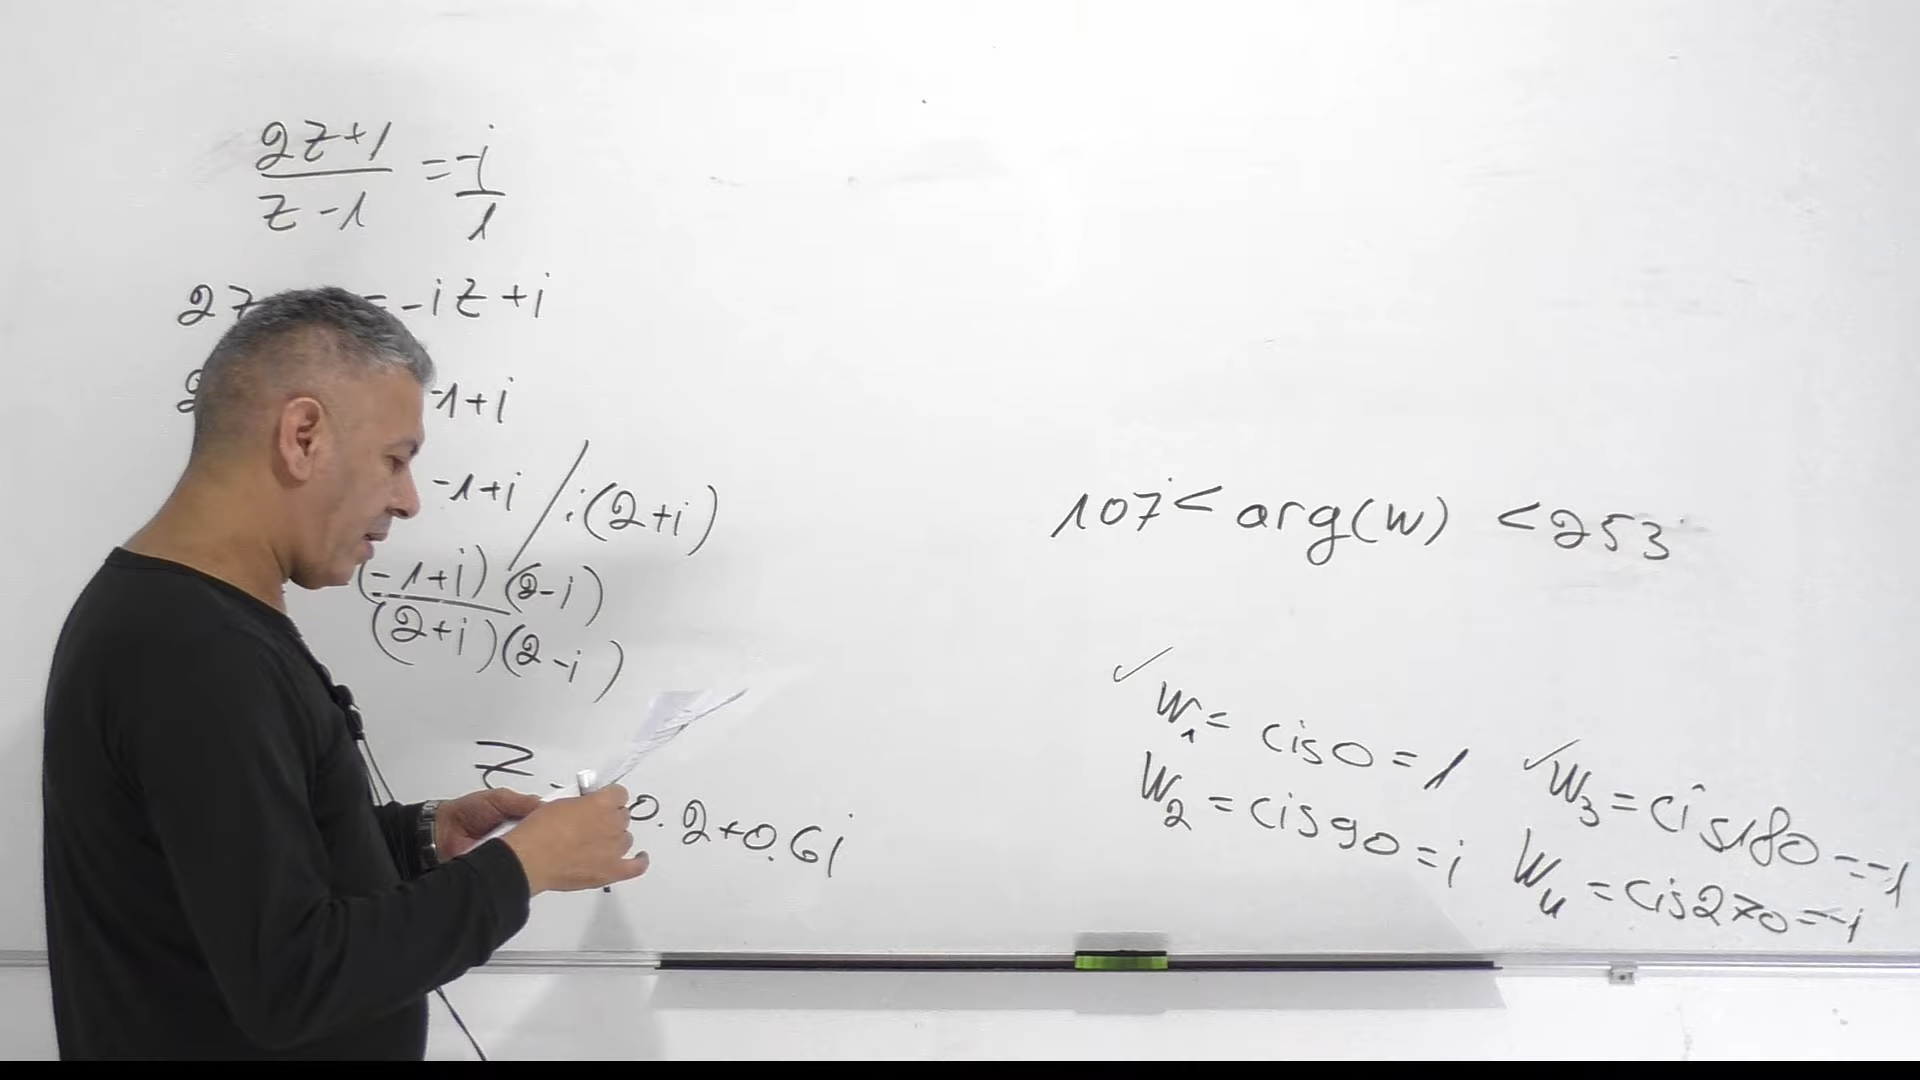 2z+1 / z-1 = -i / 1
2z = -iz+i
2 -1+i
-1+i /:(2+i)
(-1+i)(2-i)
(2+i)(2-i)
z 0.2+0.6i
107° < arg(w) < 253°
✓ w₁ = cis0 = 1
w₂ = cis90 = i
✓ w₃ = cis180 = -1
w₄ = cis270 = -i